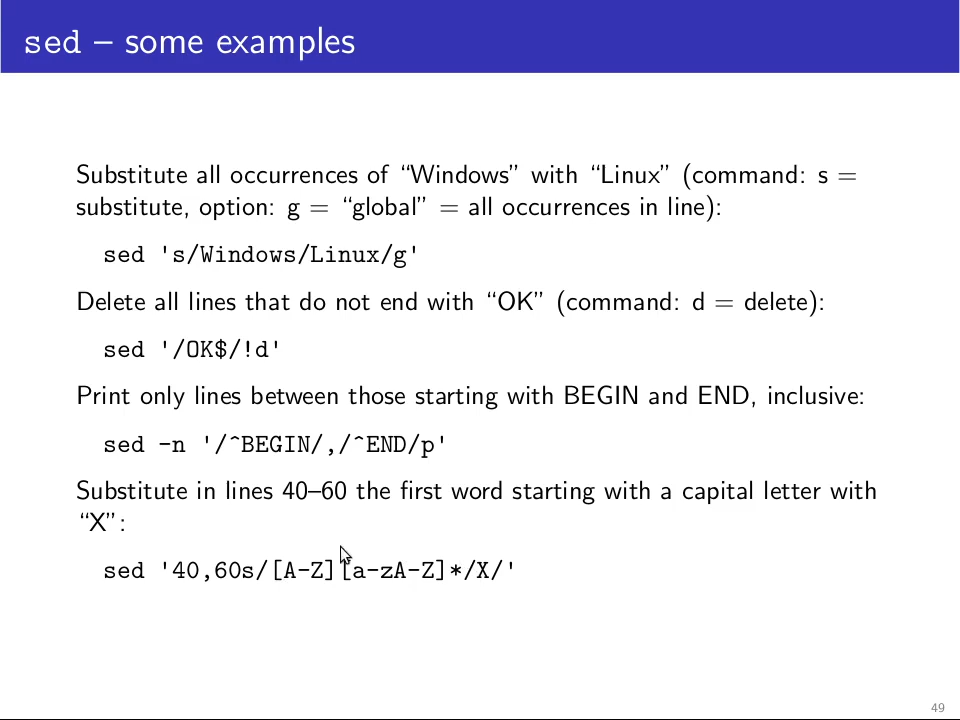 sed – some examples
Substitute all occurrences of “Windows” with “Linux” (command: s =
substitute, option: g = “global” = all occurrences in line):
sed 's/Windows/Linux/g'
Delete all lines that do not end with “OK” (command: d = delete):
sed '/OK$/!d'
Print only lines between those starting with BEGIN and END, inclusive:
sed -n '/^BEGIN/,/^END/p'
Substitute in lines 40–60 the first word starting with a capital letter with
“X”:
sed '40,60s/[A-Z][a-zA-Z]*/X/'
49